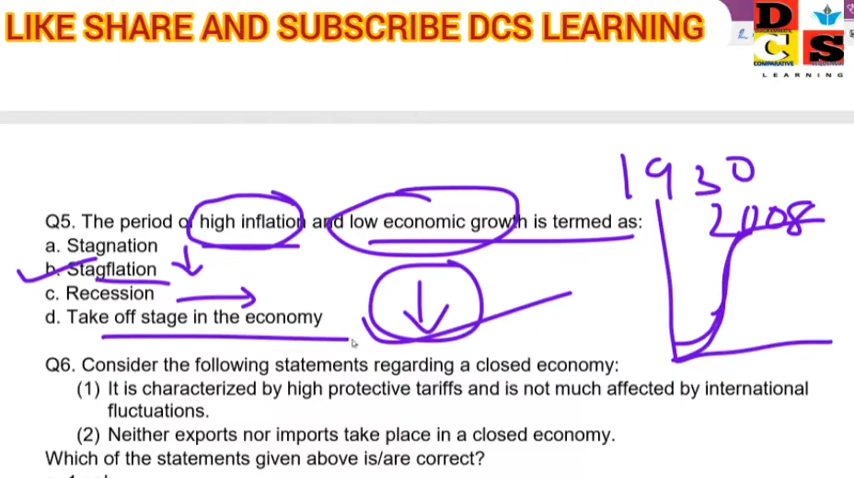 LIKE SHARE AND SUBSCRIBE DCS LEARNING
D
C S
COMPARATIVE
LEARNING
1930
2008
Q5. The period of high inflation and low economic growth is termed as:
a. Stagnation
b. Stagflation
c. Recession
d. Take off stage in the economy
Q6. Consider the following statements regarding a closed economy:
(1) It is characterized by high protective tariffs and is not much affected by international
fluctuations.
(2) Neither exports nor imports take place in a closed economy.
Which of the statements given above is/are correct?